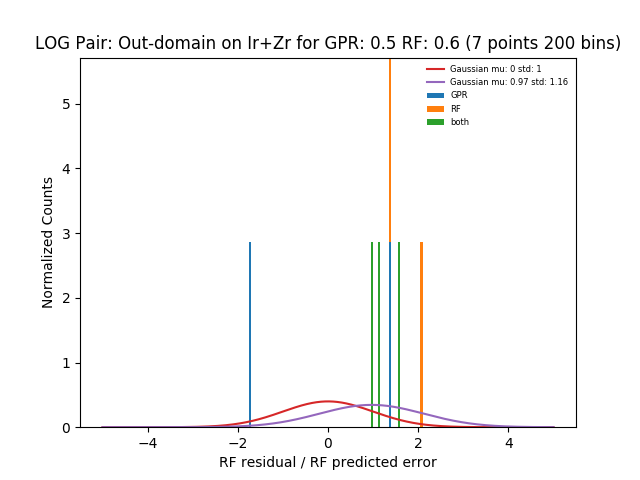 LOG Pair: Out-domain on Ir+Zr for GPR: 0.5 RF: 0.6 (7 points 200 bins)
Gaussian mu: 0 std: 1
Gaussian mu: 0.97 std: 1.16
GPR
RF
both
Normalized Counts
5
4
3
2
1
0
−4
−2
0
2
4
RF residual / RF predicted error